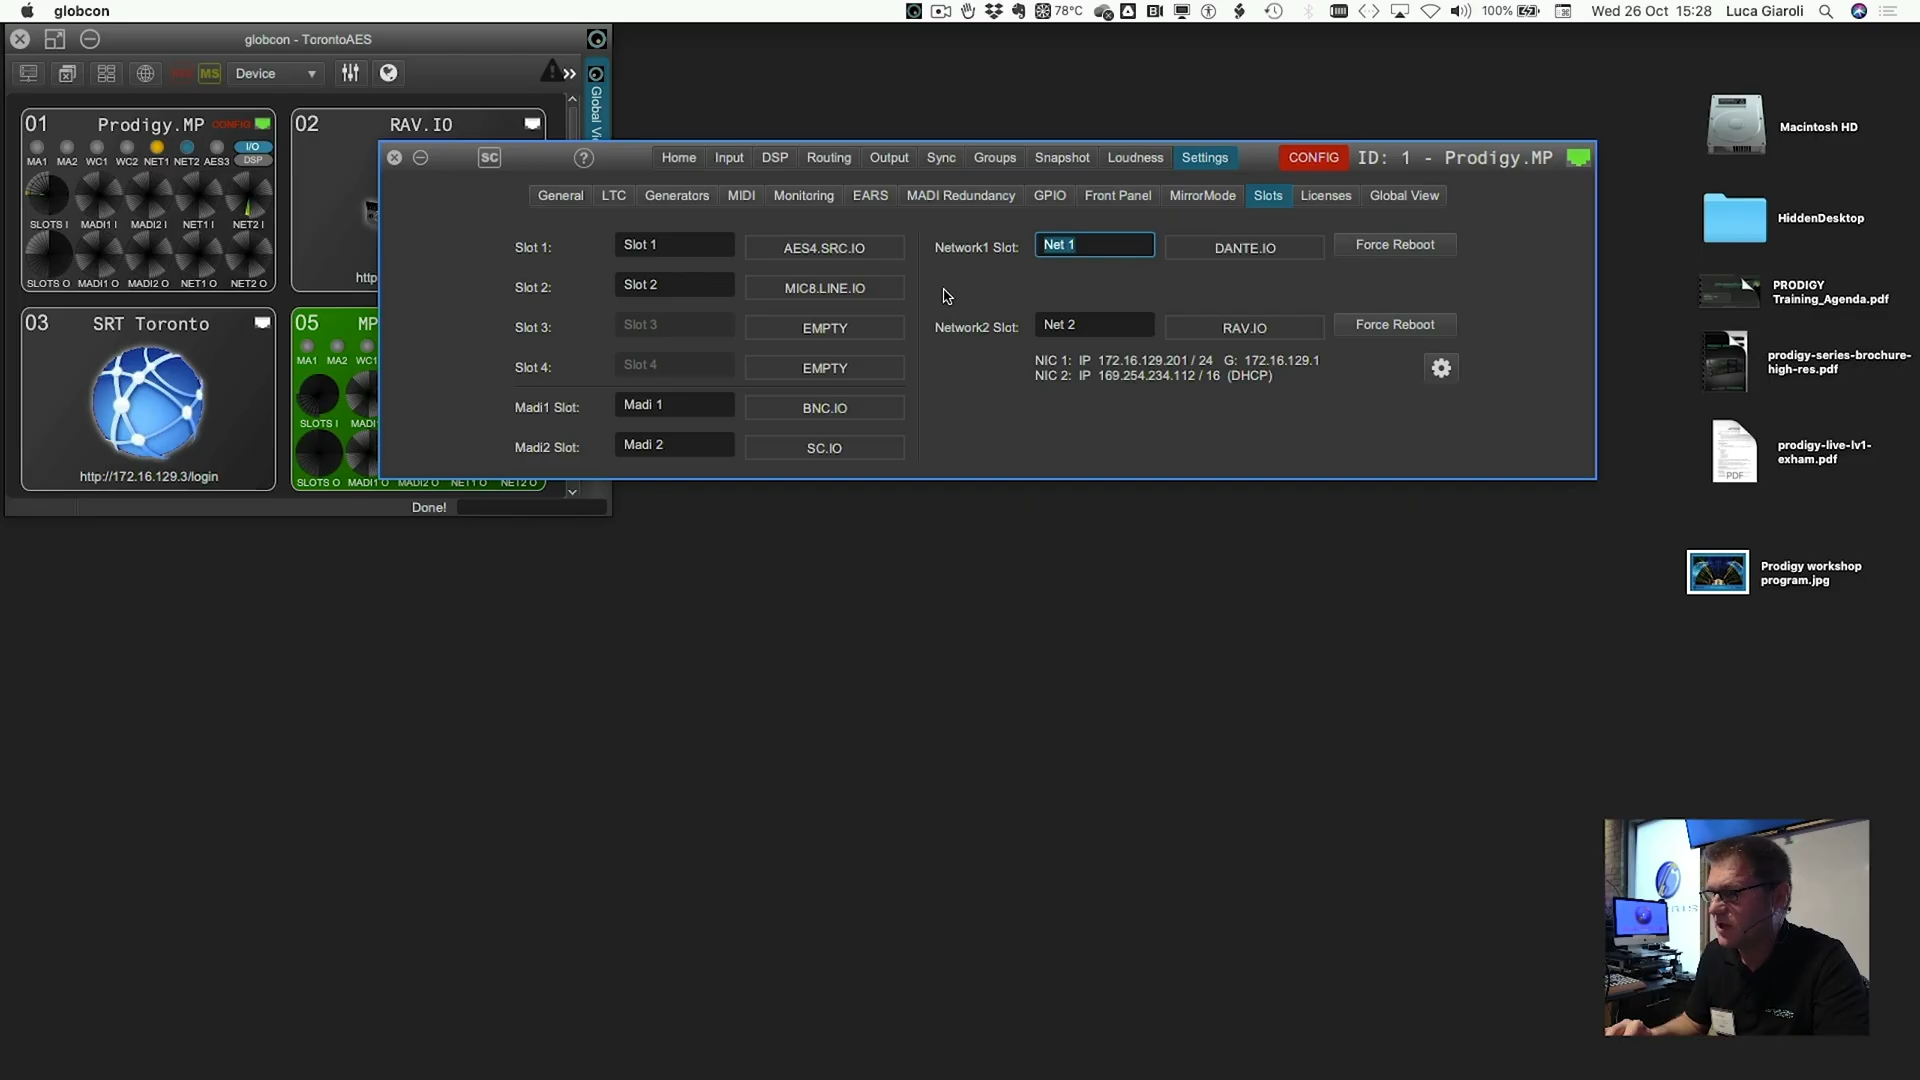 globcon
78°C
100%
Wed 26 Oct 15:28
Luca Giaroli
globcon - TorontoAES
MS
Device
01 Prodigy.MP CONFIG
MA1 MA2 WC1 WC2 NET1 NET2 AES3
I/O
DSP
SLOTS I MADI1 I MADI2 I NET1 I NET2 I
SLOTS O MADI1 O MADI2 O NET1 O NET2 O
02 RAV.IO
Global
03 SRT Toronto
http://172.16.129.3/login
05 MP
MA1 MA2 WC1
SLOTS I
SLOTS O MADI1 O MADI2 O NET1 O NET2 O
Done!
SC
?
Home Input DSP Routing Output Sync Groups Snapshot Loudness Settings
CONFIG
ID: 1 - Prodigy.MP
General LTC Generators MIDI Monitoring EARS MADI Redundancy GPIO Front Panel MirrorMode Slots Licenses Global View
Slot 1: Slot 1 AES4.SRC.IO
Slot 2: Slot 2 MIC8.LINE.IO
Slot 3: Slot 3 EMPTY
Slot 4: Slot 4 EMPTY
Madi1 Slot: Madi 1 BNC.IO
Madi2 Slot: Madi 2 SC.IO
Network1 Slot: Net 1 DANTE.IO Force Reboot
Network2 Slot: Net 2 RAV.IO Force Reboot
NIC 1: IP 172.16.129.201 / 24 G: 172.16.129.1
NIC 2: IP 169.254.234.112 / 16 (DHCP)
Macintosh HD
HiddenDesktop
PRODIGY
Training_Agenda.pdf
prodigy-series-brochure-
high-res.pdf
PDF
prodigy-live-lv1-
exham.pdf
Prodigy workshop
program.jpg